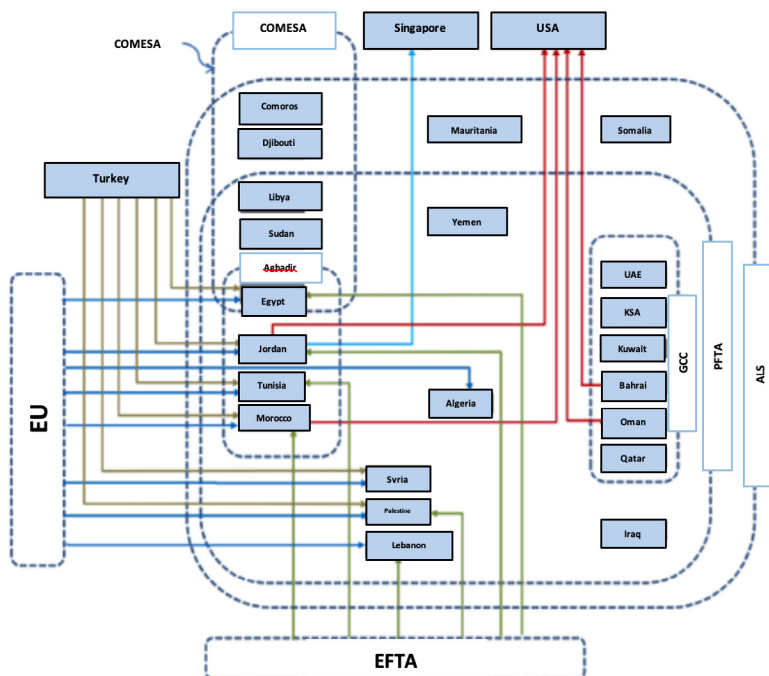 COMESA
COMESA
Singapore
USA
Comoros
Mauritania
Somalia
Djibouti
Turkey
Libya
Yemen
Sudan
Agbadir
Egypt
UAE
KSA
Jordan
Kuwait
Tunisia
Bahrai
Algeria
Morocco
Oman
Qatar
GCC
PFTA
ALS
EU
Svria
Palestine
Lebanon
Iraq
EFTA